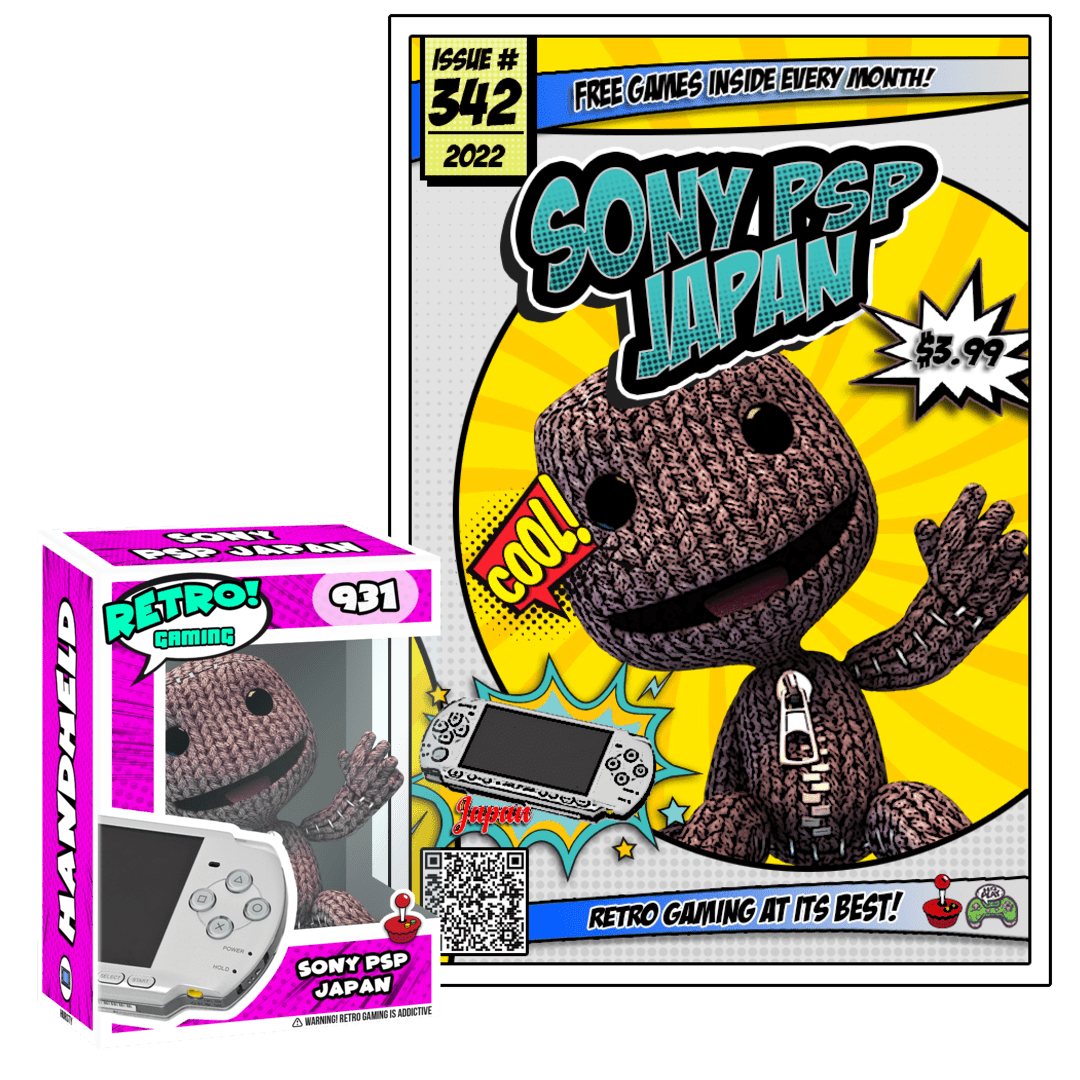 ISSUE #
342
2022
FREE GAMES INSIDE EVERY MONTH!
SONY PSP
JAPAN
$3.99
COOL!
Japan
RETRO GAMING AT ITS BEST!
SONY
PSP JAPAN
RETRO!
GAMING
931
HANDHELD
POWER
HOLD
SELECT
START
SONY PSP
JAPAN
WARNING! RETRO GAMING IS ADDICTIVE